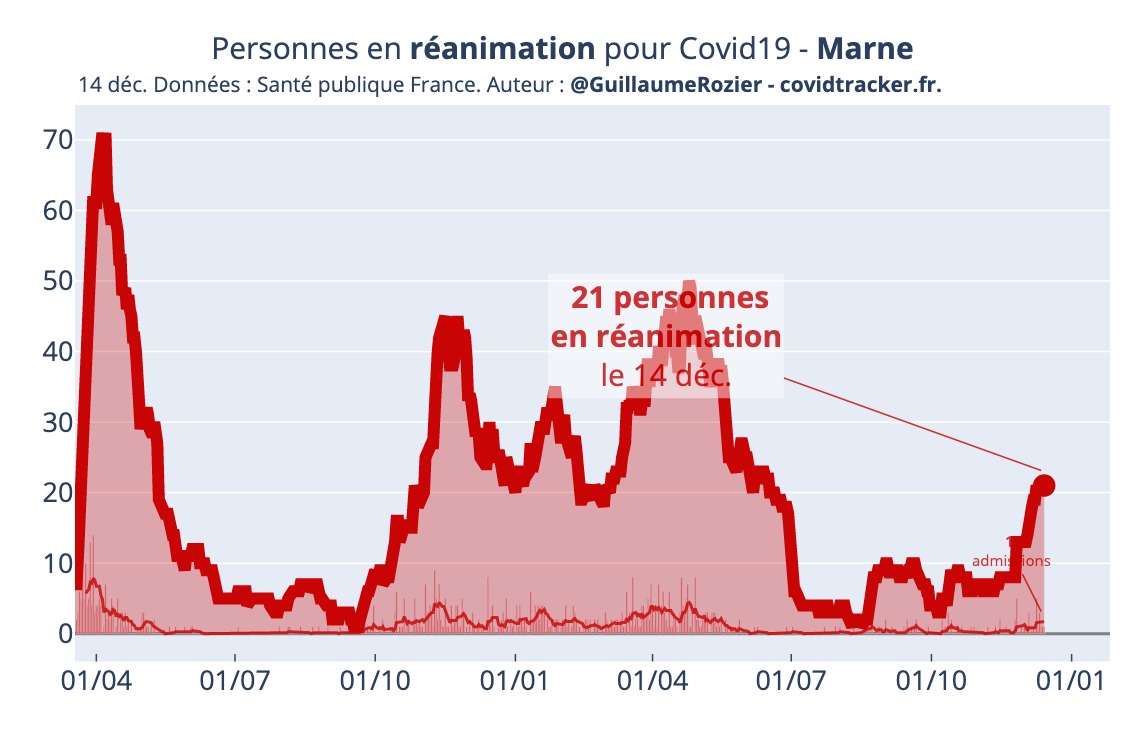 Personnes en réanimation pour Covid19 - Marne
14 déc. Données : Santé publique France. Auteur : @GuillaumeRozier - covidtracker.fr.
70
60
50
40
30
20
10
0
21 personnes
en réanimation
le 14 déc.
admissions
01/04
01/07
01/10
01/01
01/04
01/07
01/10
01/01